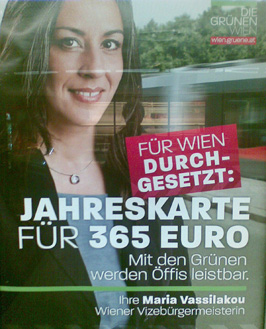 DIE
GRÜNEN
WIEN
wien.gruene.at
FÜR WIEN
DURCH-
GESETZT:
JAHRESKARTE
FÜR 365 EURO
Mit den Grünen
werden Öffis leistbar.
Ihre Maria Vassilakou
Wiener Vizebürgermeisterin